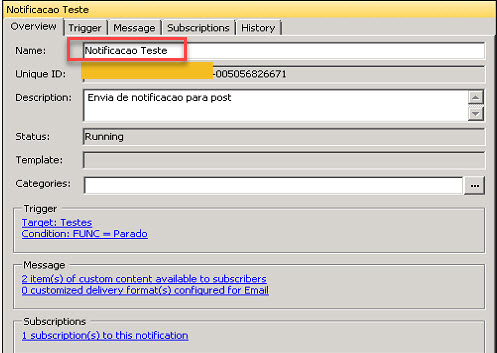 Notificacao Teste
Overview Trigger Message Subscriptions History
Name: Notificacao Teste
Unique ID: -005056826671
Description: Envia de notificacao para post
Status: Running
Template:
Categories: ...
Trigger
Target: Testes
Condition: FUNC = Parado
Message
2 item(s) of custom content available to subscribers
0 customized delivery format(s) configured for Email
Subscriptions
1 subscription(s) to this notification